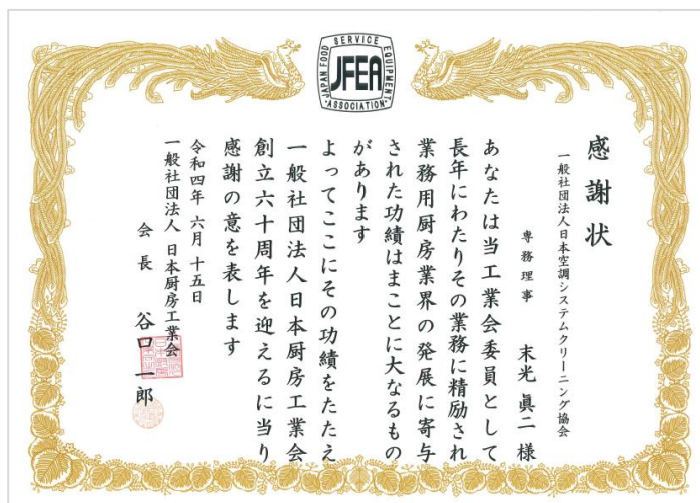 JAPAN FOOD SERVICE EQUIPMENT ASSOCIATION
JFEA
感謝状
一般社団法人日本空調システムクリーニング協会
専務理事 末光眞二様
あなたは当工業会委員として
長年にわたりその業務に精励され
業務用厨房業界の発展に寄与
された功績はまことに大なるもの
があります
よってここにその功績をたたえ
一般社団法人日本厨房工業会
創立六十周年を迎えるに当り
感謝の意を表します
令和四年六月十五日
一般社団法人 日本厨房工業会
会長 谷口一郎